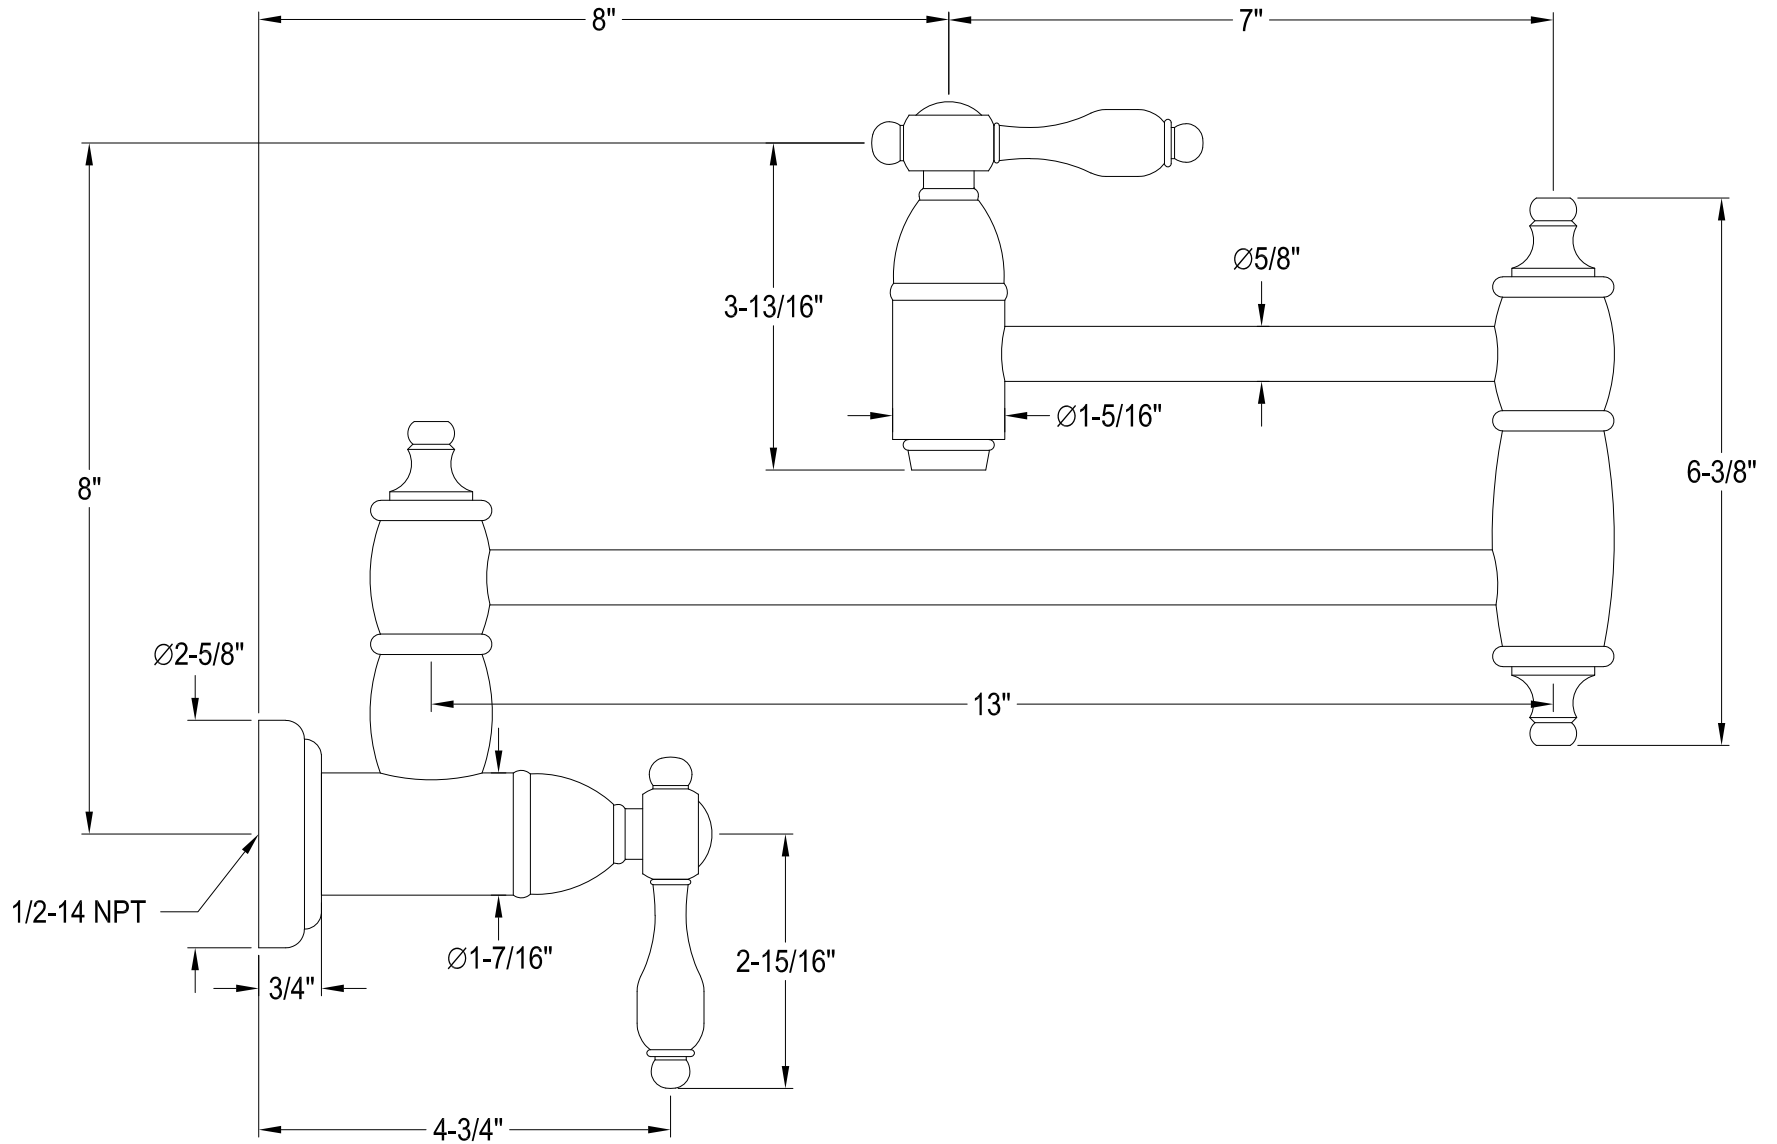 8"
7"
Ø5/8"
3-13/16"
Ø1-5/16"
6-3/8"
8"
Ø2-5/8"
13"
1/2-14 NPT
Ø1-7/16"
2-15/16"
3/4"
4-3/4"